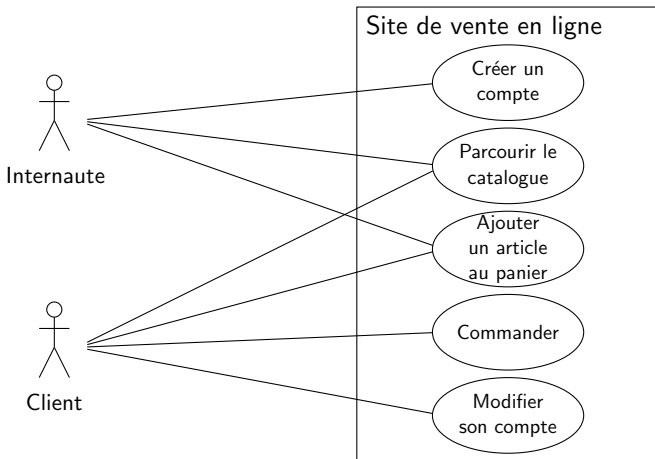 Site de vente en ligne
Créer un
compte
Internaute
Parcourir le
catalogue
Ajouter
un article
au panier
Client
Commander
Modifier
son compte